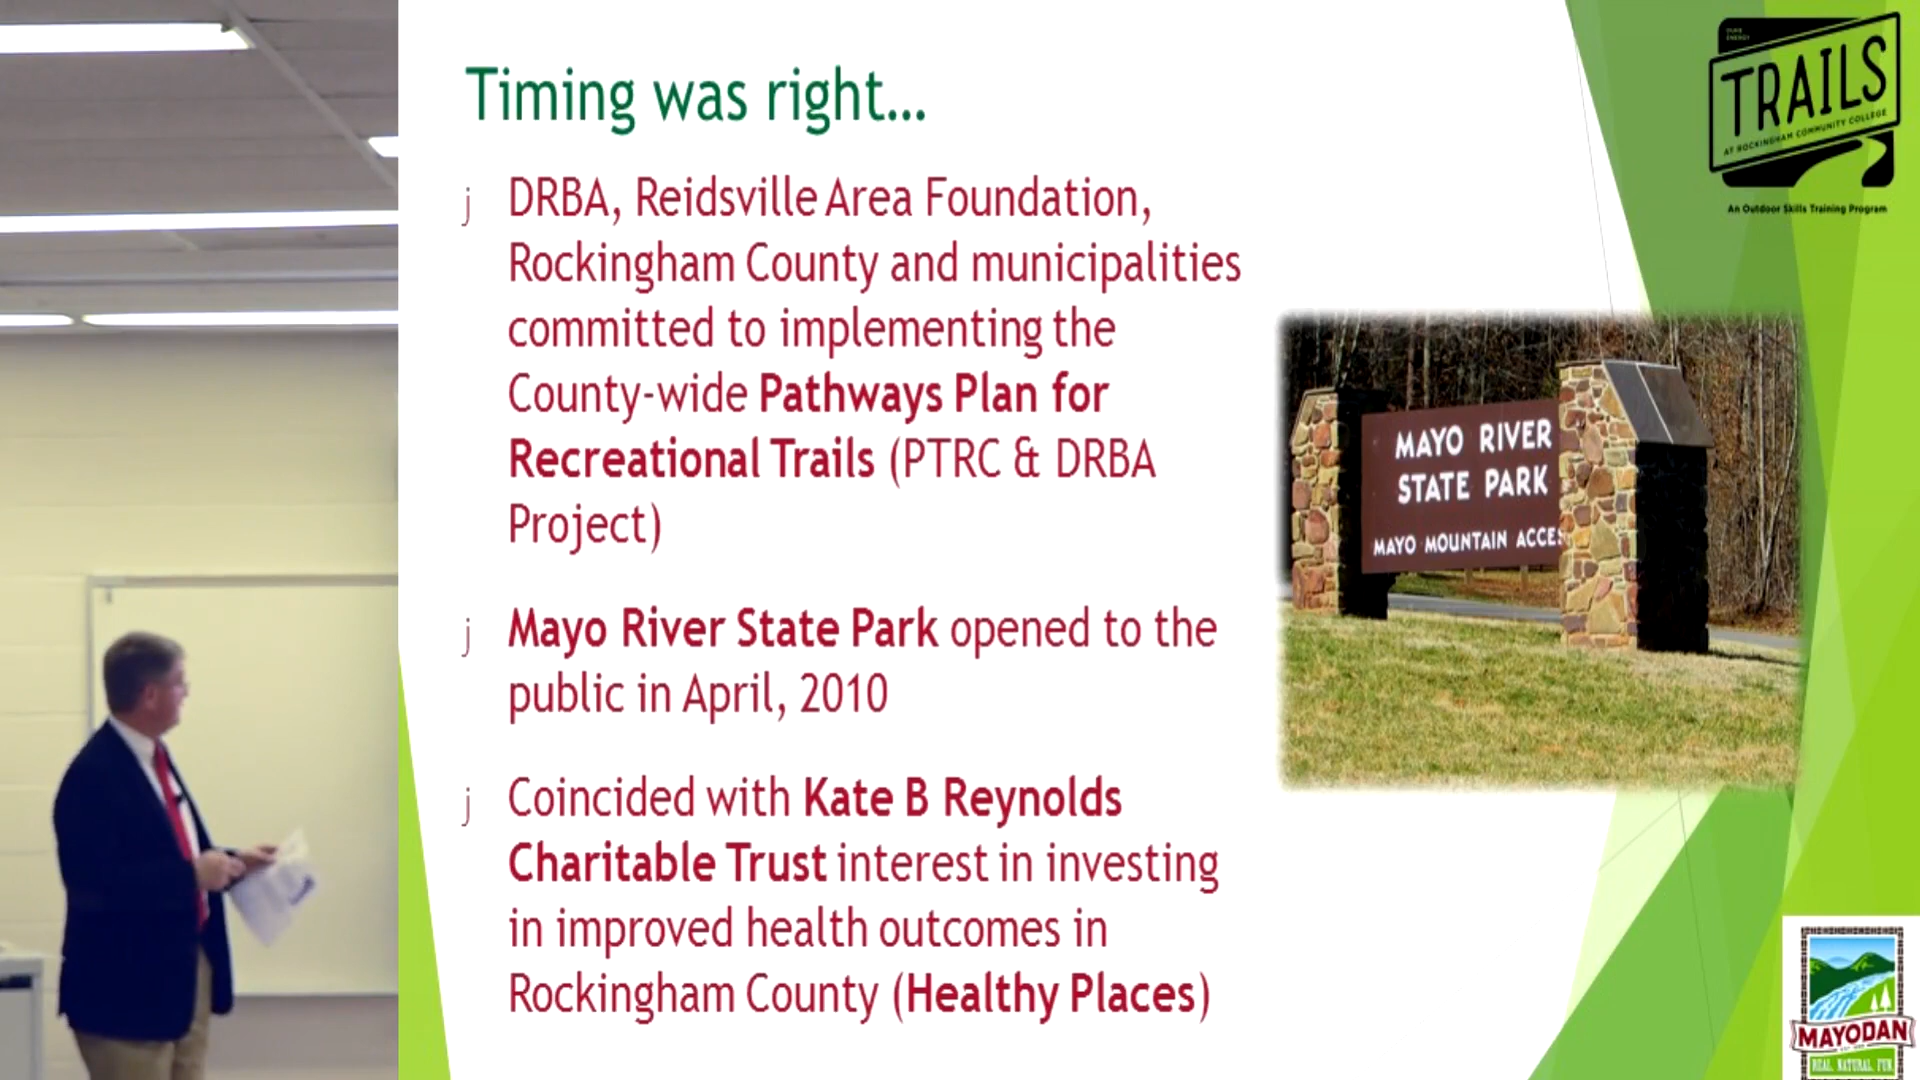 Timing was right...
j DRBA, Reidsville Area Foundation,
Rockingham County and municipalities
committed to implementing the
County-wide Pathways Plan for
Recreational Trails (PTRC & DRBA
Project)
j Mayo River State Park opened to the
public in April, 2010
j Coincided with Kate B Reynolds
Charitable Trust interest in investing
in improved health outcomes in
Rockingham County (Healthy Places)
DUKE
ENERGY
TRAILS
AT ROCKINGHAM COMMUNITY COLLEGE
An Outdoor Skills Training Program
MAYO RIVER
STATE PARK
MAYO MOUNTAIN ACCES
MAYODAN
REAL. NATURAL. FUN